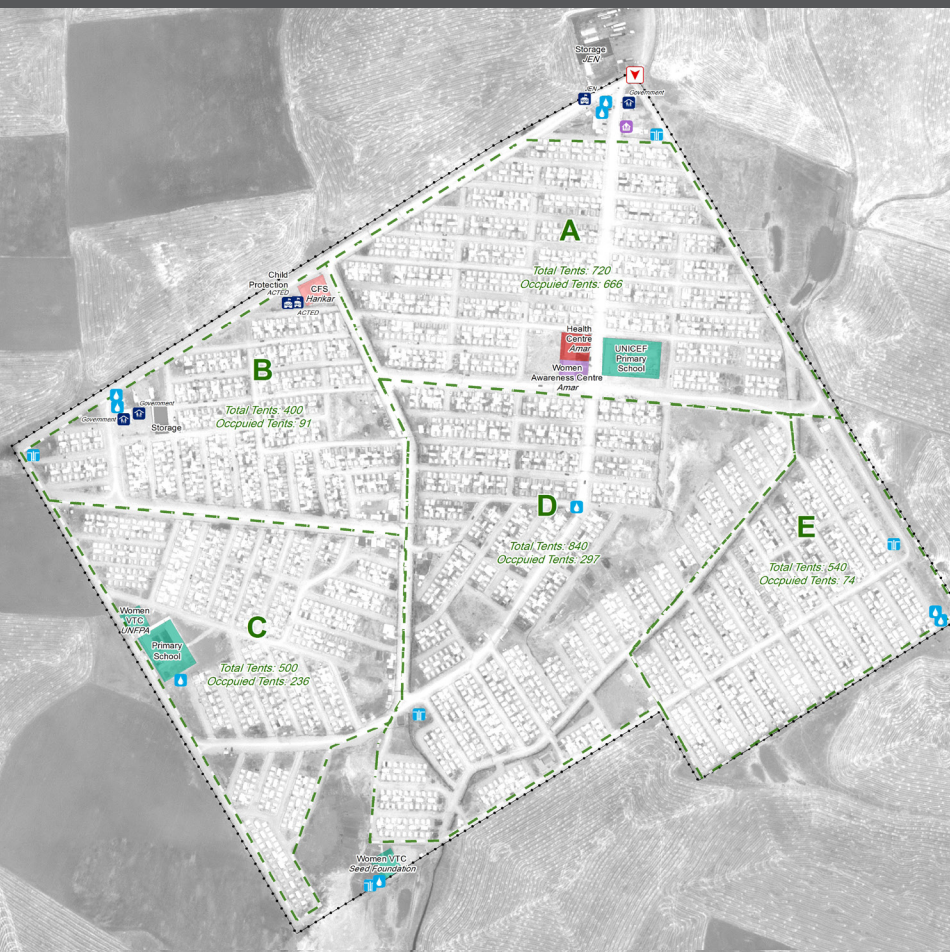 Storage
JEN
JEN
Government
A
Total Tents: 720
Occpuied Tents: 666
Child
Protection
ACTED
CFS
Harikar
ACTED
Health
Centre
Amar
UNICEF
Primary
School
Women
Awareness Centre
Amar
B
Total Tents: 400
Occpuied Tents: 91
Government
Government
Storage
D
Total Tents: 840
Occpuied Tents: 297
E
Total Tents: 540
Occpuied Tents: 74
Women
VTC
UNFPA
Primary
School
C
Total Tents: 500
Occpuied Tents: 236
Women VTC
Seed Foundation